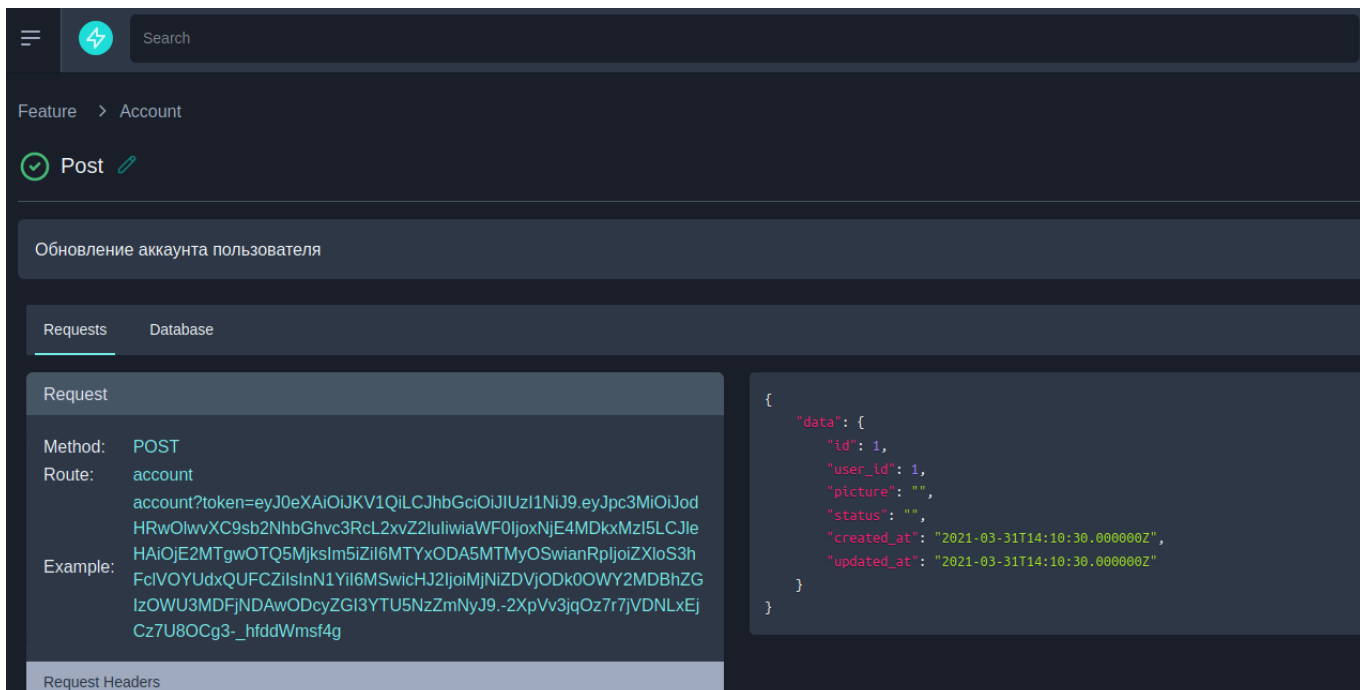 Search
Feature > Account
Post
Обновление аккаунта пользователя
Requests Database
Request
Method: POST
Route: account
Example: account?token=eyJ0eXAiOiJKV1QiLCJhbGciOiJIUzI1NiJ9.eyJpc3MiOiJod
HRwOlwvXC9sb2NhbGhvc3RcL2xvZ2luIiwiaWF0IjoxNjE4MDkxMzI5LCJle
HAiOjE2MTgwOTQ5MjksIm5iZiI6MTYxODA5MTMyOSwianRpIjoiZXloS3h
FclVOYUdxQUFCZiIsInN1YiI6MSwicHJ2IjoiMjNiZDVjODk0OWY2MDBhZG
IzOWU3MDFjNDAwODcyZGI3YTU5NzZmNyJ9.-2XpVv3jqOz7r7jVDNLxEj
Cz7U8OCg3-_hfddWmsf4g
Request Headers
{
"data": {
"id": 1,
"user_id": 1,
"picture": "",
"status": "",
"created_at": "2021-03-31T14:10:30.000000Z",
"updated_at": "2021-03-31T14:10:30.000000Z"
}
}